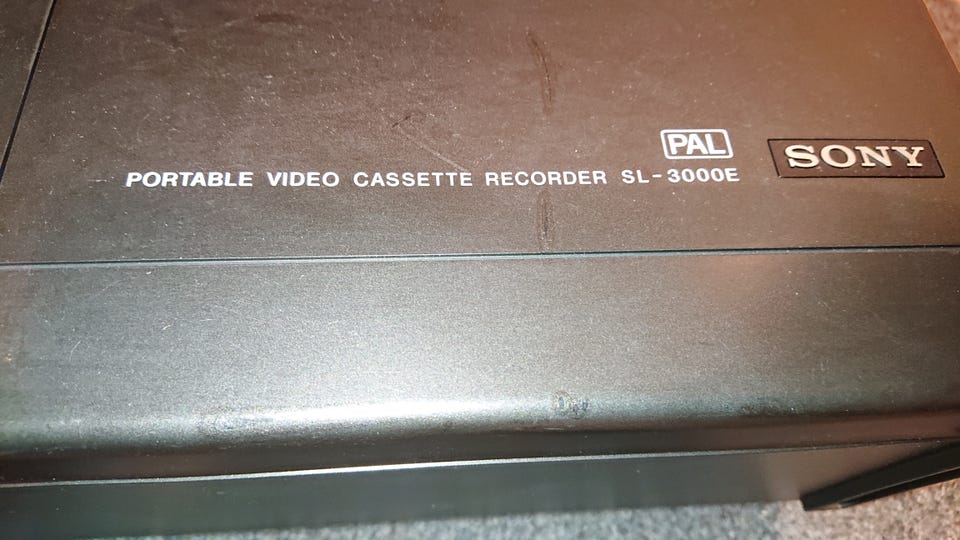 PAL
SONY
PORTABLE VIDEO CASSETTE RECORDER SL-3000E